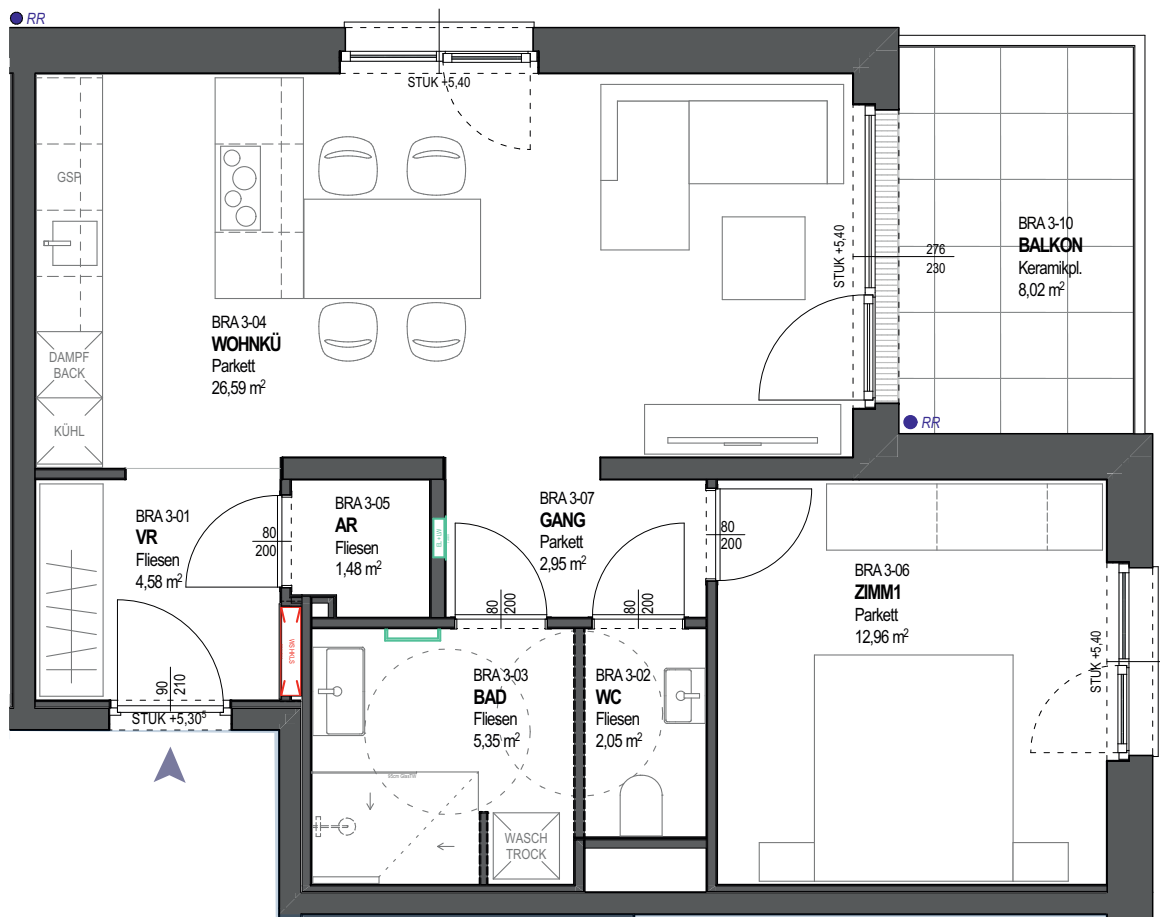 RR
STUK +5,40
GSP
BRA 3-04
WOHNKÜ
Parkett
26,59 m²
DAMPF
BACK
KÜHL
STUK +5,40
276
230
BRA 3-10
BALKON
Keramikpl.
8,02 m²
RR
BRA 3-01
VR
Fliesen
4,58 m²
80
200
BRA 3-05
AR
Fliesen
1,48 m²
EL + LW
BRA 3-07
GANG
Parkett
2,95 m²
80
200
80
200
80
200
BRA 3-06
ZIMM1
Parkett
12,96 m²
STUK +5,40
90
210
STUK +5,30⁵
BRA 3-03
BAD
Fliesen
5,35 m²
BRA 3-02
WC
Fliesen
2,05 m²
WASCH
TROCK